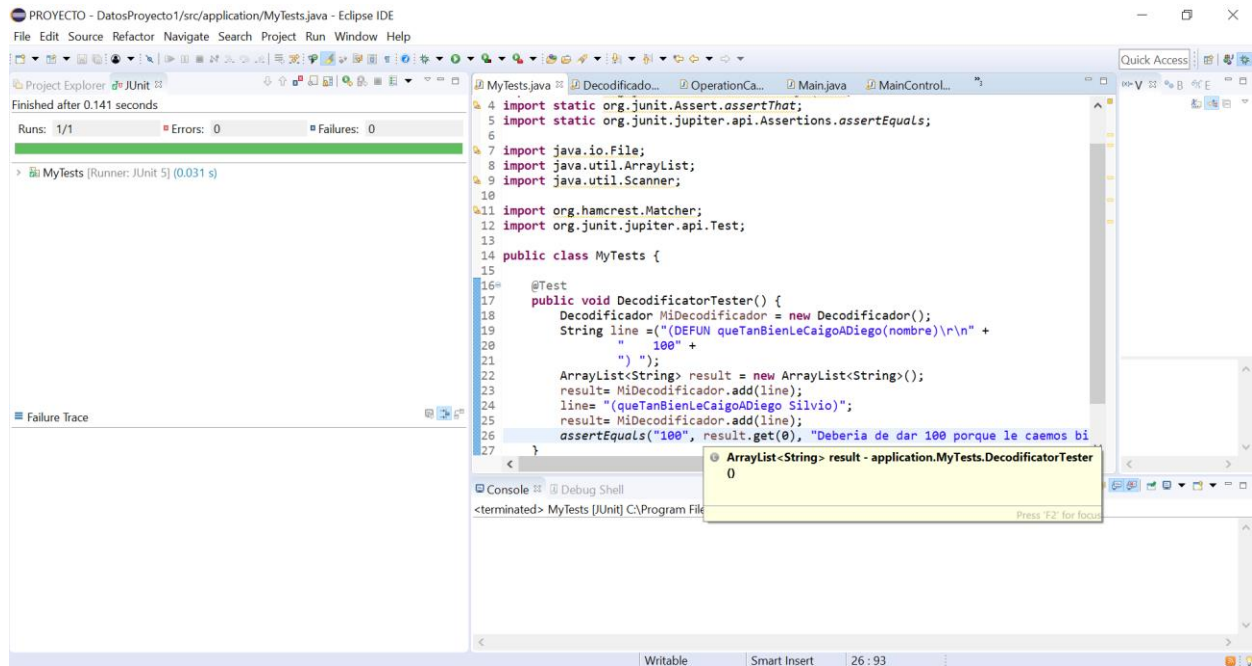 PROYECTO - DatosProyecto1/src/application/MyTests.java - Eclipse IDE
File Edit Source Refactor Navigate Search Project Run Window Help
Quick Access
Project Explorer JUnit
Finished after 0.141 seconds
Runs: 1/1 Errors: 0 Failures: 0
MyTests [Runner: JUnit 5] (0.031 s)
Failure Trace
MyTests.java Decodificado... OperationCa... Main.java MainControl... "5
4 import static org.junit.Assert.assertThat;
5 import static org.junit.jupiter.api.Assertions.assertEquals;
6
7 import java.io.File;
8 import java.util.ArrayList;
9 import java.util.Scanner;
10
11 import org.hamcrest.Matcher;
12 import org.junit.jupiter.api.Test;
13
14 public class MyTests {
15
16 @Test
17 public void DecodificatorTester() {
18 Decodificador MiDecodificador = new Decodificador();
19 String line =("(DEFUN queTanBienLeCaigoADiego(nombre)\r\n" +
20 " 100" +
21 ") ");
22 ArrayList<String> result = new ArrayList<String>();
23 result= MiDecodificador.add(line);
24 line= "(queTanBienLeCaigoADiego Silvio)";
25 result= MiDecodificador.add(line);
26 assertEquals("100", result.get(0), "Deberia de dar 100 porque le caemos bi
27 }
ArrayList<String> result - application.MyTests.DecodificatorTester
()
Press 'F2' for focus
Console Debug Shell
<terminated> MyTests [JUnit] C:\Program File
V B E
Writable Smart Insert 26 : 93